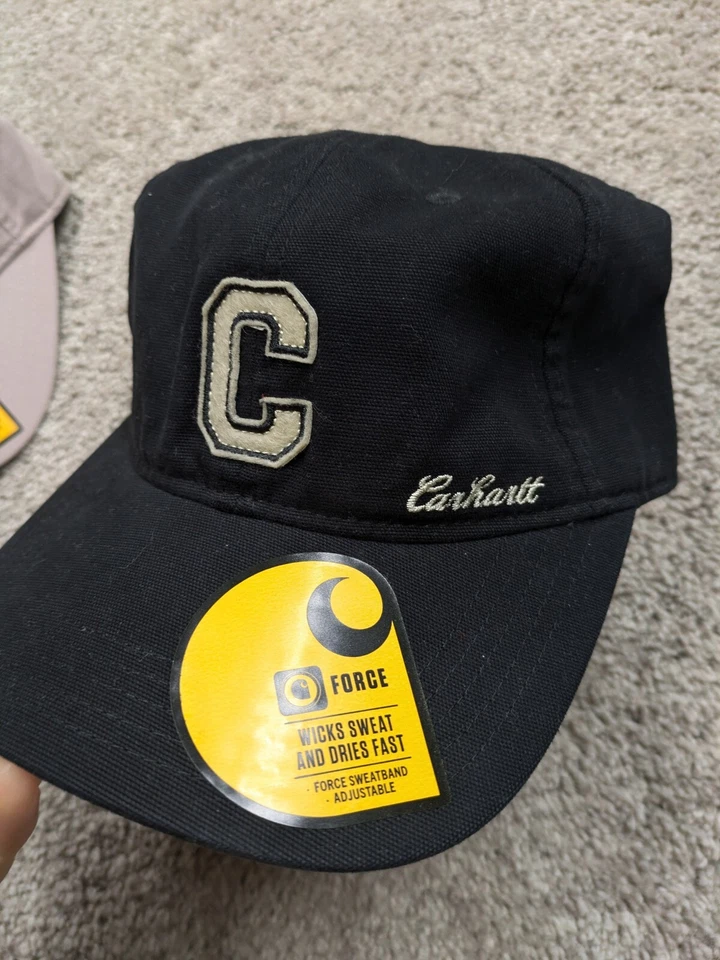 C
Carhartt
FORCE
WICKS SWEAT
AND DRIES FAST
· FORCE SWEATBAND
· ADJUSTABLE